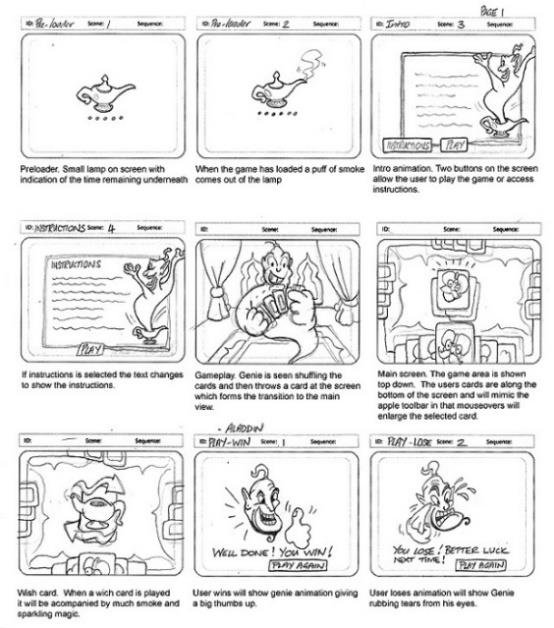 PAGE 1
ID: Pre-loader Scene: 1 Sequence:
ID: Pre-loader Scene: 2 Sequence:
ID: INTRO Scene: 3 Sequence:
INSTRUCTIONS PLAY
Preloader. Small lamp on screen with
indication of the time remaining underneath
When the game has loaded a puff of smoke
comes out of the lamp
Intro animation. Two buttons on the screen
allow the user to play the game or access
instructions.
ID: INSTRUCTIONS Scene: 4 Sequence:
ID: Scene: Sequence:
ID: Scene: Sequence:
INSTRUCTIONS
PLAY
If instructions is selected the text changes
to show the instructions.
Gameplay. Genie is seen shuffling the
cards and then throws a card at the screen
which forms the transition to the main
view.
Main screen. The game area is shown
top down. The users cards are along the
bottom of the screen and will mimic the
apple toolbar in that mouseovers will
enlarge the selected card.
- ALADDIN
ID: — Scene: Sequence:
ID: PLAY-WIN Scene: 1 Sequence:
ID: PLAY-LOSE Scene: 2 Sequence:
WELL DONE! YOU WIN!
PLAY AGAIN
YOU LOSE! BETTER LUCK
NEXT TIME! PLAY AGAIN
Wish card. When a wich card is played
it will be acompanied by much smoke and
sparkling magic.
User wins will show genie animation giving
a big thumbs up.
User loses animation will show Genie
rubbing tears from his eyes.